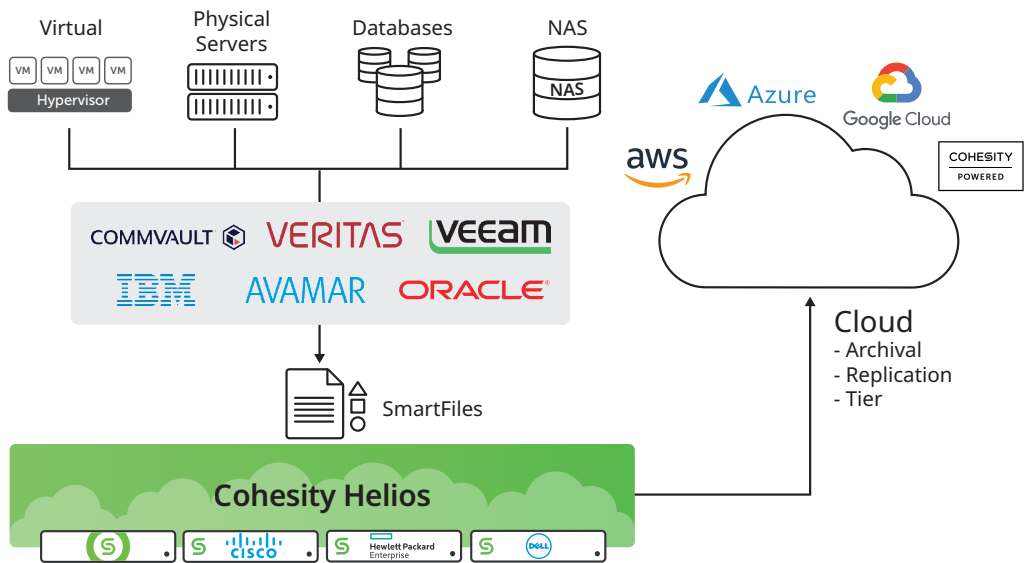 Virtual
Physical
Servers
Databases
NAS
VM VM VM VM
Hypervisor
NAS
Azure
Google Cloud
aws
COHESITY
POWERED
COMMVAULT
VERITAS
veeam
IBM
AVAMAR
ORACLE®
Cloud
- Archival
- Replication
- Tier
SmartFiles
Cohesity Helios
S
S
CISCO
S
Hewlett Packard
Enterprise
S
DELL